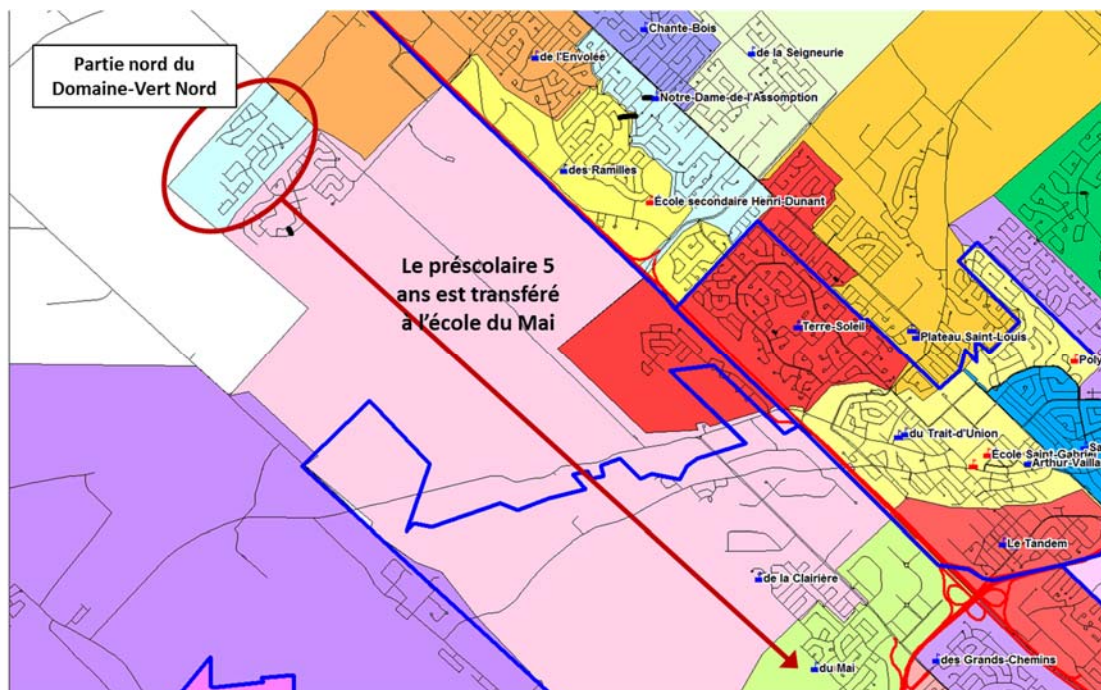 Partie nord du
Domaine-Vert Nord
Chante-Bois
de l'Envolée
de la Seigneurie
Notre-Dame-de-l'Assomption
des Ramilles
École secondaire Henri-Dunant
Le préscolaire 5
ans est transféré
à l'école du Mai
Terre-Soleil
Plateau Saint-Louis
Poly
du Trait-d'Union
École Saint-Gabriel
Sa
Arthur-Vailla
Le Tandem
de la Clairière
du Mai
des Grands-Chemins